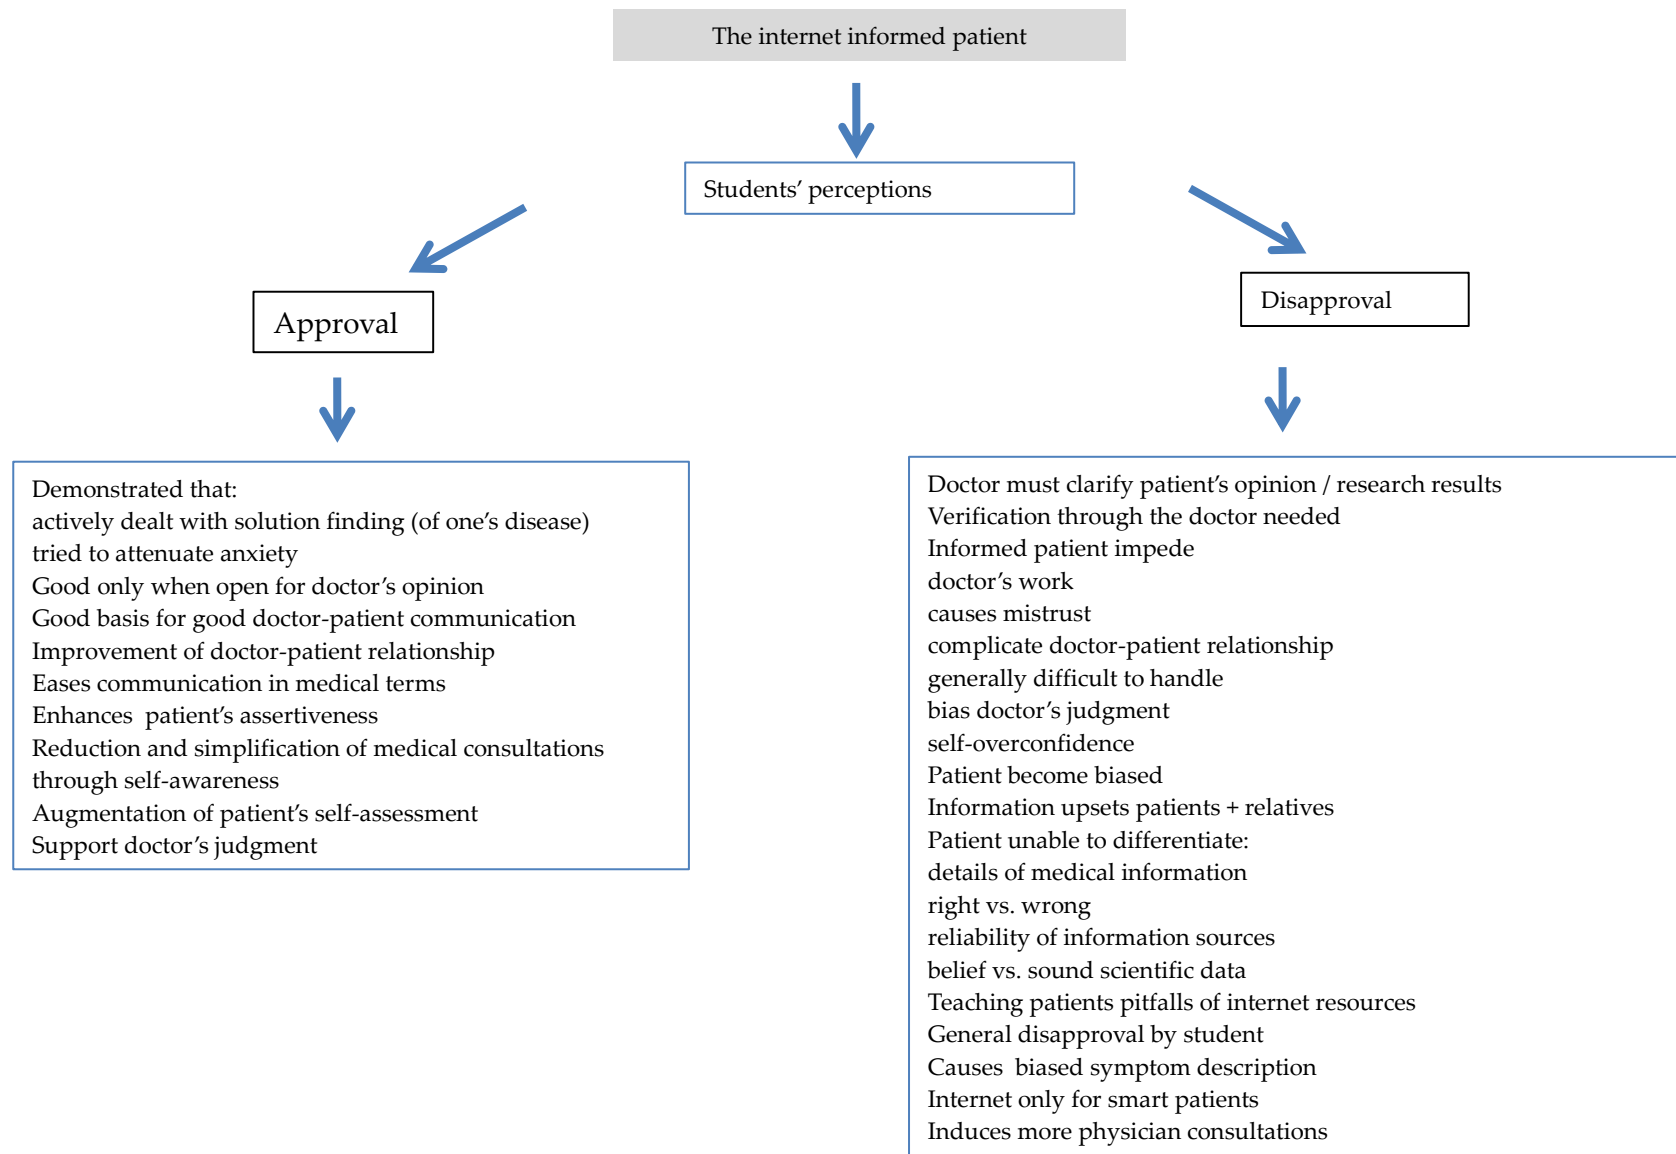 The internet informed patient
Students’ perceptions
Approval
Disapproval
Demonstrated that:
actively dealt with solution finding (of one’s disease)
tried to attenuate anxiety
Good only when open for doctor’s opinion
Good basis for good doctor-patient communication
Improvement of doctor-patient relationship
Eases communication in medical terms
Enhances  patient’s assertiveness
Reduction and simplification of medical consultations
through self-awareness
Augmentation of patient’s self-assessment
Support doctor’s judgment
Doctor must clarify patient’s opinion / research results
Verification through the doctor needed
Informed patient impede
doctor’s work
causes mistrust
complicate doctor-patient relationship
generally difficult to handle
bias doctor’s judgment
self-overconfidence
Patient become biased
Information upsets patients + relatives
Patient unable to differentiate:
details of medical information
right vs. wrong
reliability of information sources
belief vs. sound scientific data
Teaching patients pitfalls of internet resources
General disapproval by student
Causes  biased symptom description
Internet only for smart patients
Induces more physician consultations